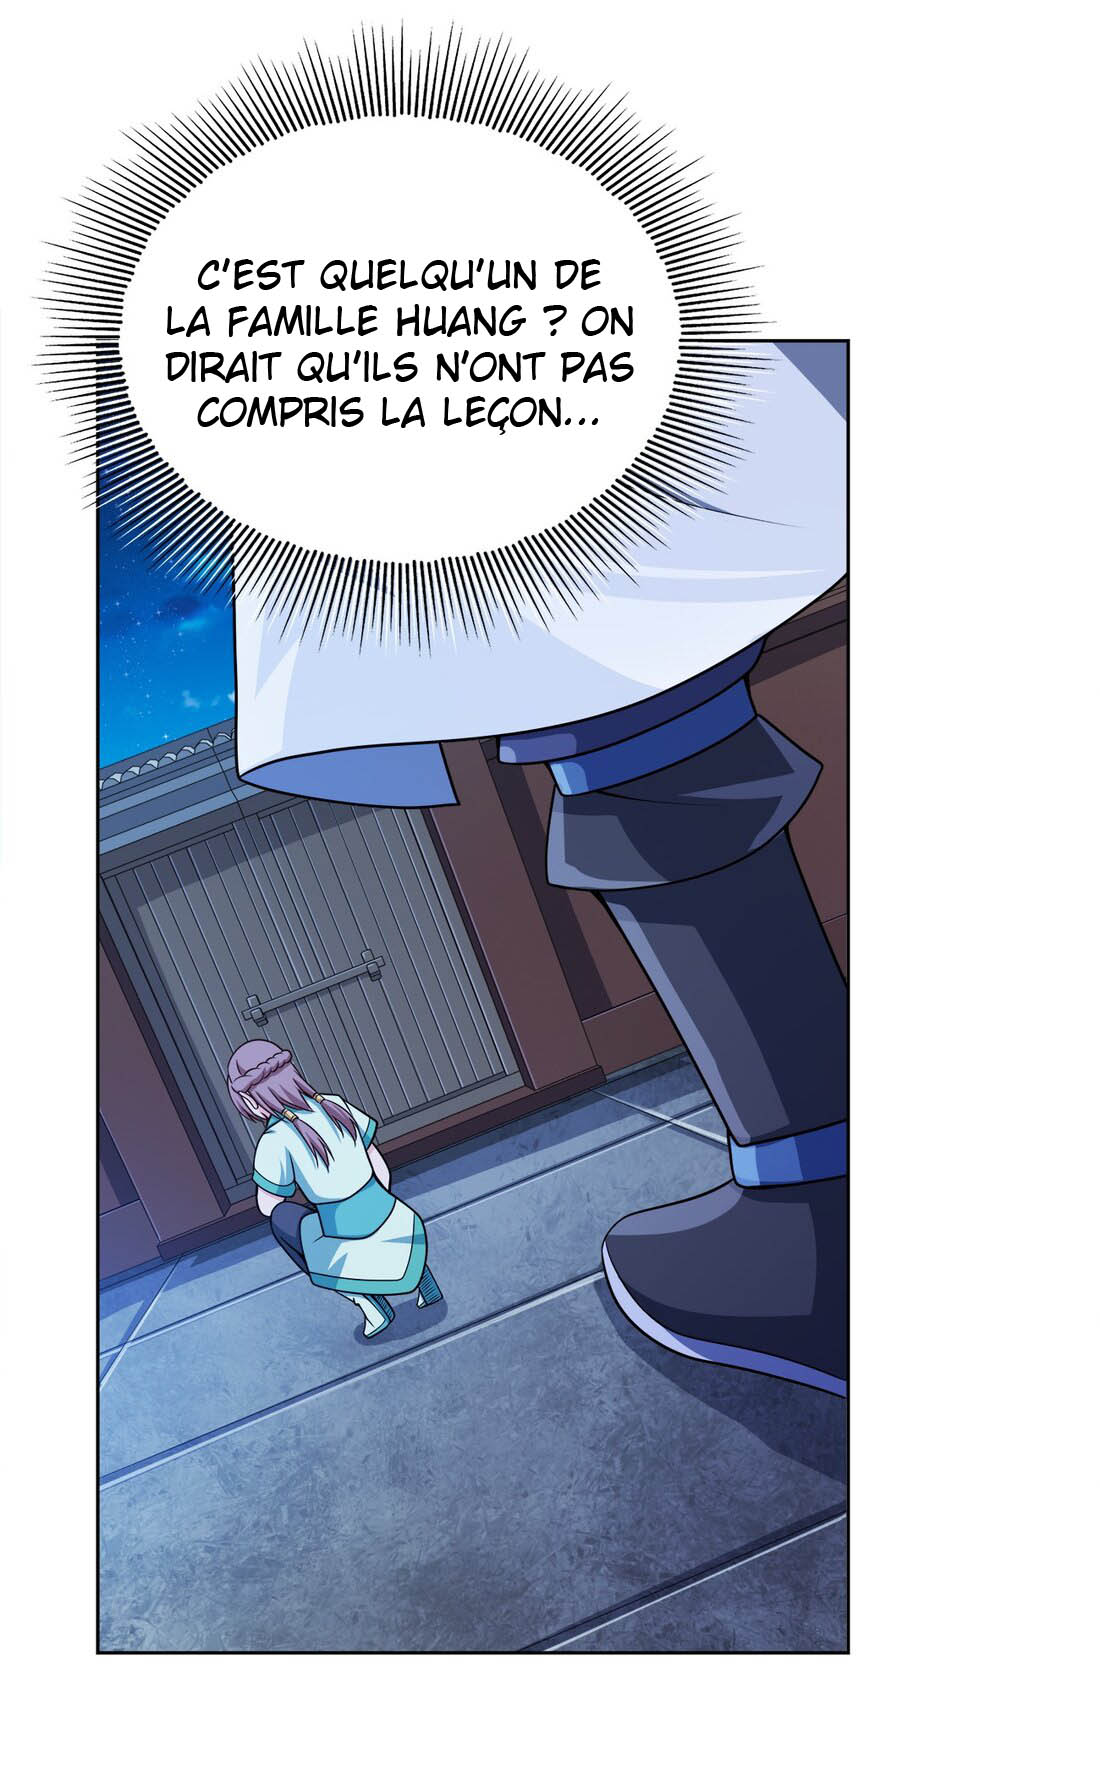 C'EST QUELQU'UN DE
LA FAMILLE HUANG ? ON
DIRAIT QU'ILS N'ONT PAS
COMPRIS LA LEÇON...